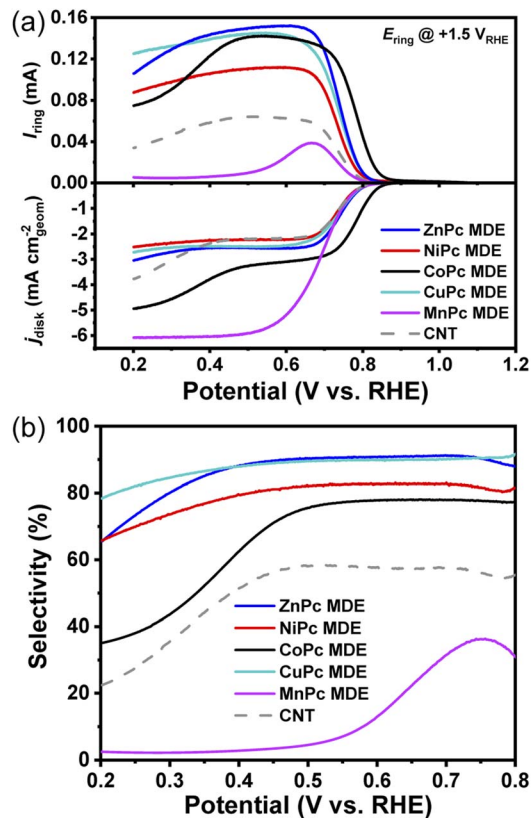 (a)
E_ring @ +1.5 V_RHE
I_ring (mA)
0.16
0.12
0.08
0.04
0.00
j_disk (mA cm⁻²_geom)
-1
-2
-3
-4
-5
-6
ZnPc MDE
NiPc MDE
CoPc MDE
CuPc MDE
MnPc MDE
CNT
0.2 0.4 0.6 0.8 1.0 1.2
Potential (V vs. RHE)
(b)
Selectivity (%)
100
80
60
40
20
0
ZnPc MDE
NiPc MDE
CoPc MDE
CuPc MDE
MnPc MDE
CNT
0.2 0.3 0.4 0.5 0.6 0.7 0.8
Potential (V vs. RHE)